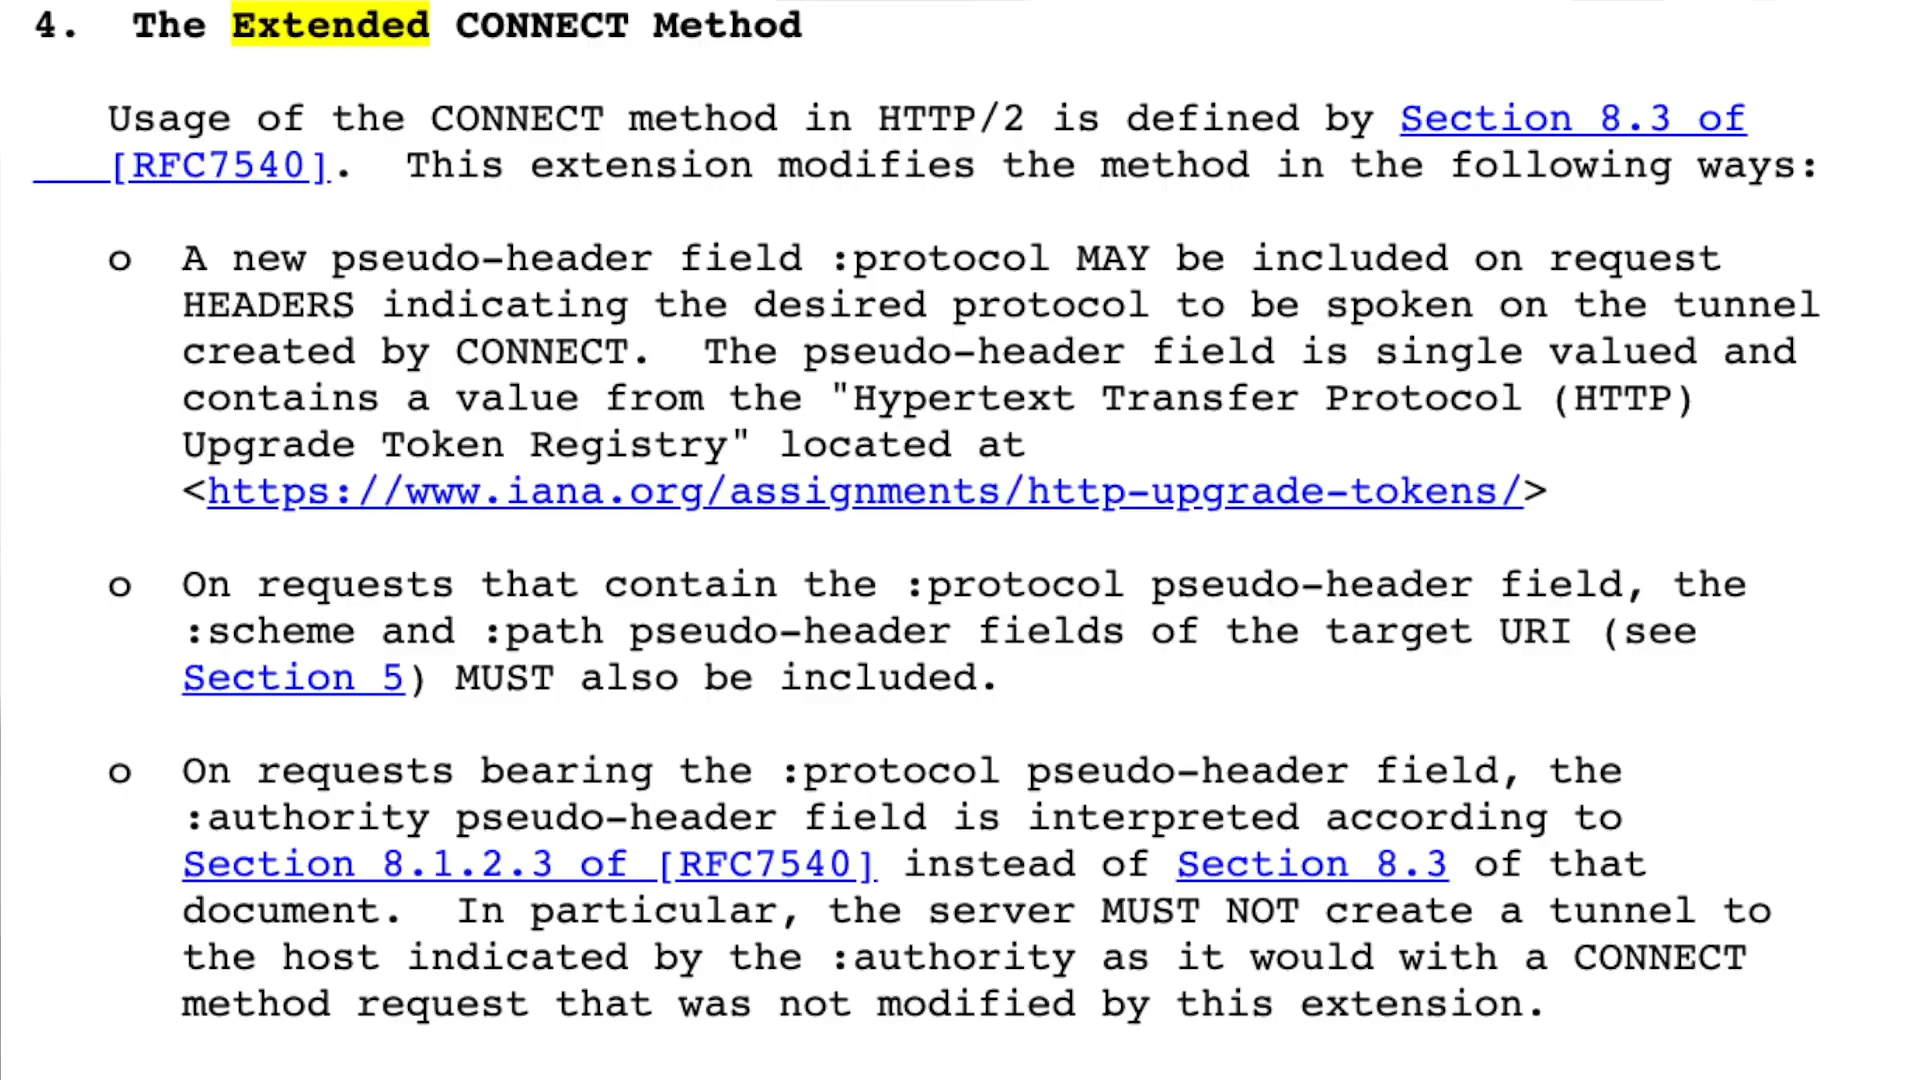 4.  The Extended CONNECT Method
Usage of the CONNECT method in HTTP/2 is defined by Section 8.3 of
[RFC7540].  This extension modifies the method in the following ways:
o  A new pseudo-header field :protocol MAY be included on request
HEADERS indicating the desired protocol to be spoken on the tunnel
created by CONNECT.  The pseudo-header field is single valued and
contains a value from the "Hypertext Transfer Protocol (HTTP)
Upgrade Token Registry" located at
<https://www.iana.org/assignments/http-upgrade-tokens/>
o  On requests that contain the :protocol pseudo-header field, the
:scheme and :path pseudo-header fields of the target URI (see
Section 5) MUST also be included.
o  On requests bearing the :protocol pseudo-header field, the
:authority pseudo-header field is interpreted according to
Section 8.1.2.3 of [RFC7540] instead of Section 8.3 of that
document.  In particular, the server MUST NOT create a tunnel to
the host indicated by the :authority as it would with a CONNECT
method request that was not modified by this extension.